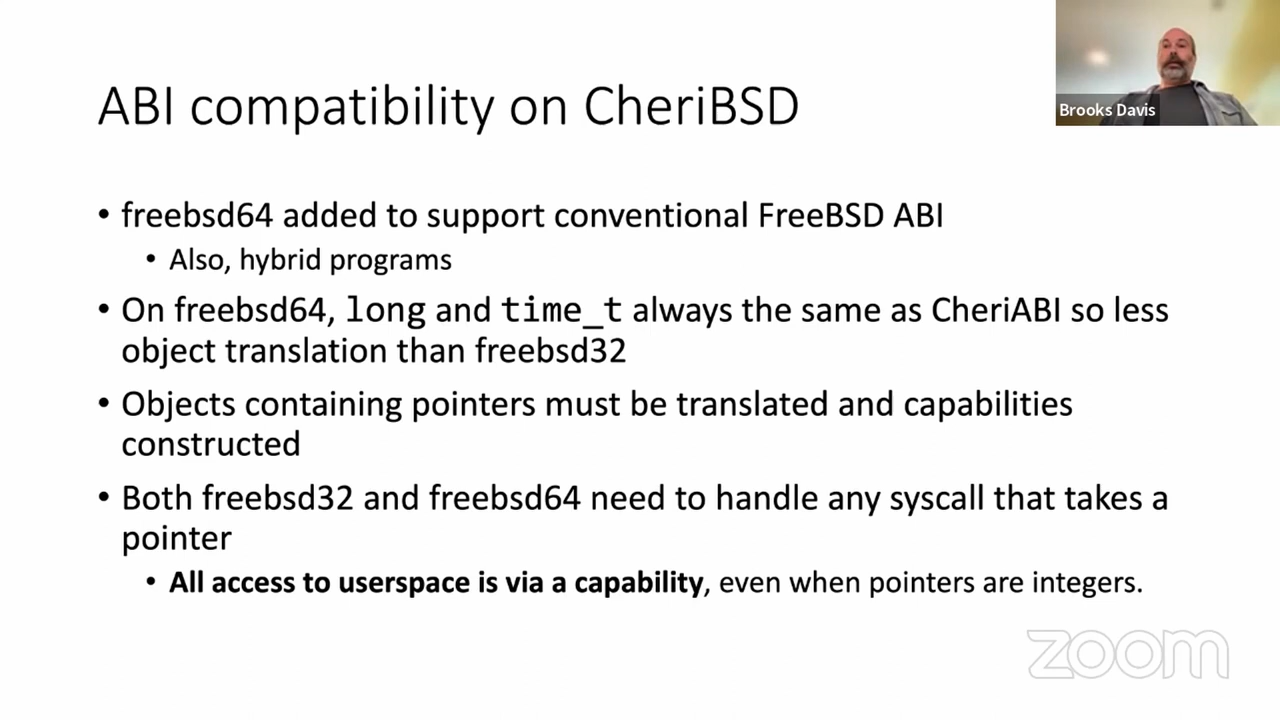 ABI compatibility on CheriBSD
Brooks Davis
• freebsd64 added to support conventional FreeBSD ABI
• Also, hybrid programs
• On freebsd64, long and time_t always the same as CheriABI so less
object translation than freebsd32
• Objects containing pointers must be translated and capabilities
constructed
• Both freebsd32 and freebsd64 need to handle any syscall that takes a
pointer
• All access to userspace is via a capability, even when pointers are integers.
zoom